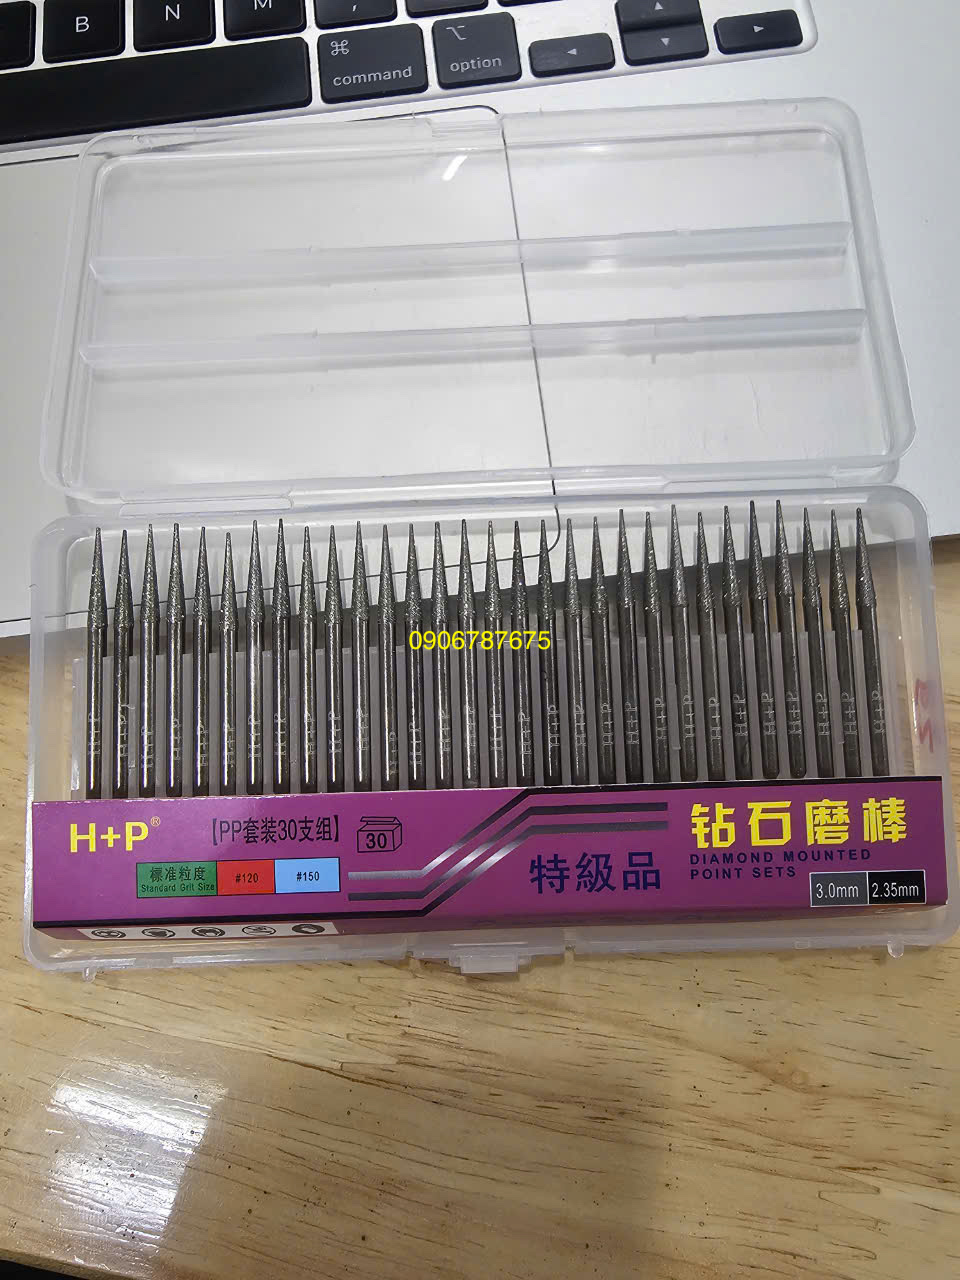 B
N
M
,
⌘
command
⌥
option
0906787675
H+P®
【PP套装30支组】
30
標准粒度
Standard Grit Size
#120
#150
特級品
钻石磨棒
DIAMOND MOUNTED
POINT SETS
3.0mm
2.35mm